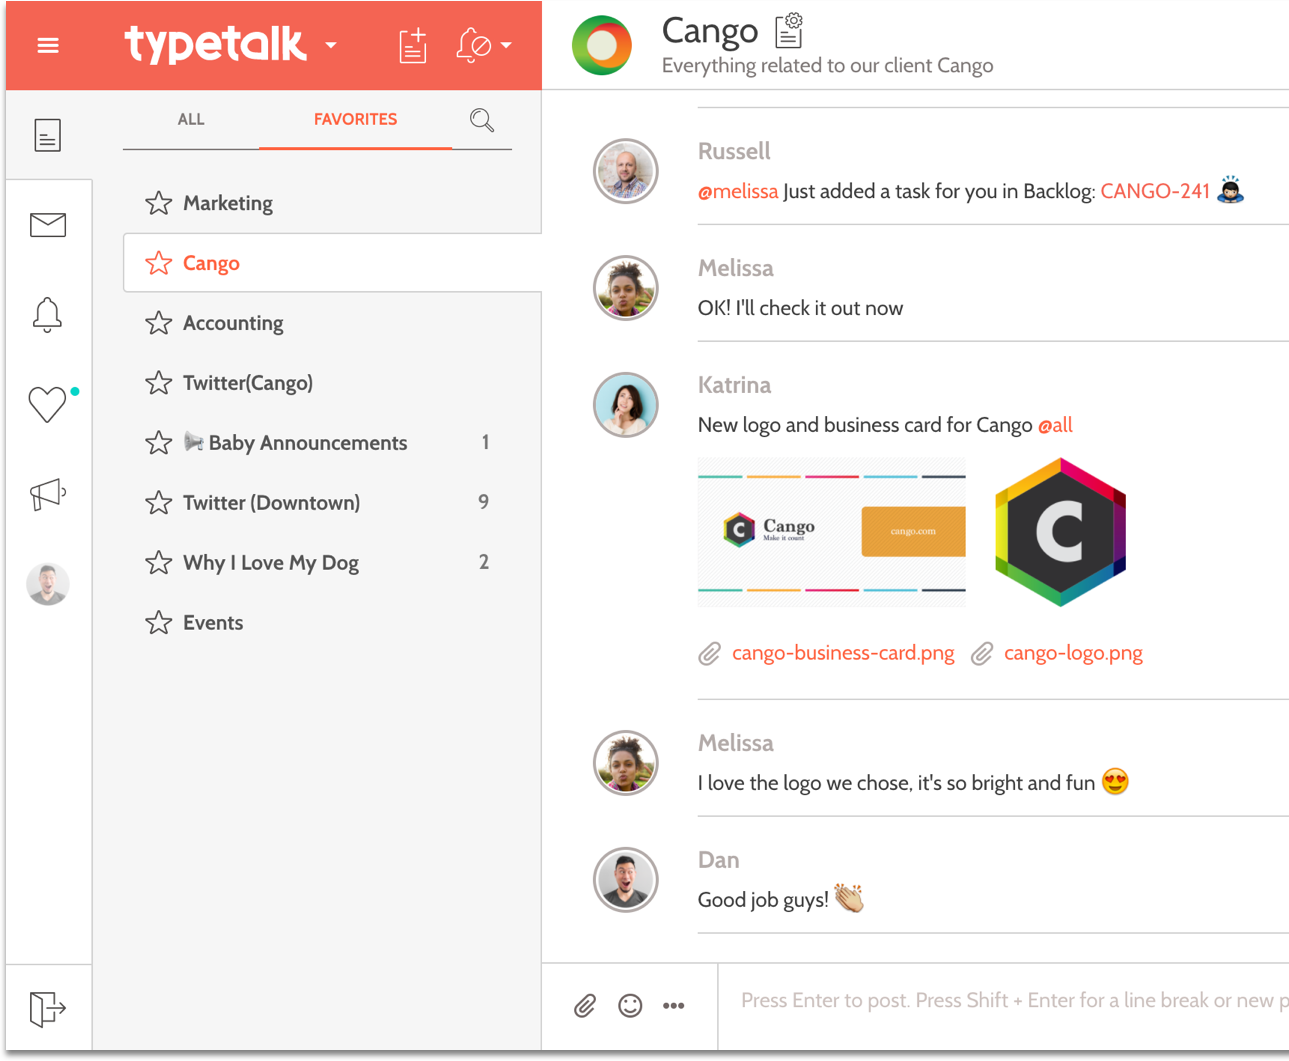 typetalk
ALL
FAVORITES
Marketing
Cango
Accounting
Twitter(Cango)
Baby Announcements 1
Twitter (Downtown) 9
Why I Love My Dog 2
Events
Cango
Everything related to our client Cango
Russell
@melissa Just added a task for you in Backlog: CANGO-241
Melissa
OK! I'll check it out now
Katrina
New logo and business card for Cango @all
C Cango
Make it count
cango.com
C
cango-business-card.png cango-logo.png
Melissa
I love the logo we chose, it's so bright and fun 😍
Dan
Good job guys! 👏
Press Enter to post. Press Shift + Enter for a line break or new p